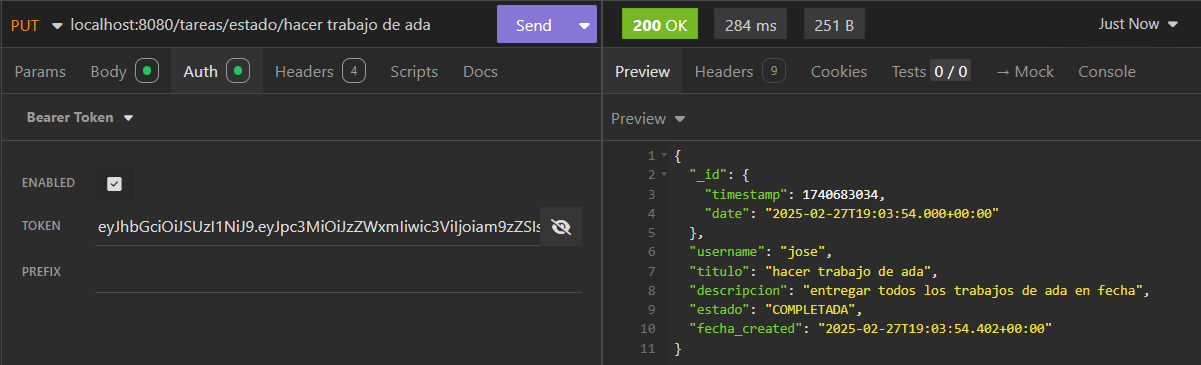 PUT localhost:8080/tareas/estado/hacer trabajo de ada Send
Params Body Auth Headers 4 Scripts Docs
Bearer Token
ENABLED
TOKEN eyJhbGciOiJSUzI1NiJ9.eyJpc3MiOiJzZWxmIiwic3ViIjoiam9zZSIs
PREFIX
200 OK 284 ms 251 B Just Now
Preview Headers 9 Cookies Tests 0 / 0 → Mock Console
Preview
1 {
2 "_id": {
3 "timestamp": 1740683034,
4 "date": "2025-02-27T19:03:54.000+00:00"
5 },
6 "username": "jose",
7 "titulo": "hacer trabajo de ada",
8 "descripcion": "entregar todos los trabajos de ada en fecha",
9 "estado": "COMPLETADA",
10 "fecha_created": "2025-02-27T19:03:54.402+00:00"
11 }